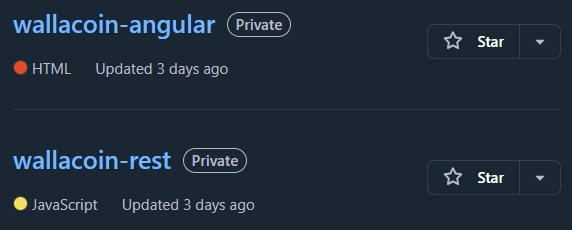 wallacoin-angular Private
Star
HTML Updated 3 days ago
wallacoin-rest Private
Star
JavaScript Updated 3 days ago